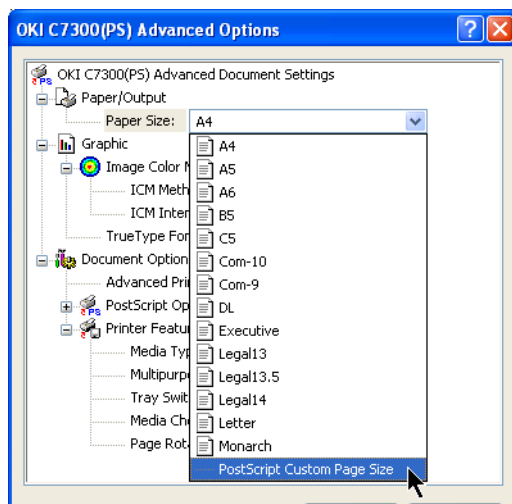 OKI C7300(PS) Advanced Options
OKI C7300(PS) Advanced Document Settings
Paper/Output
Paper Size: A4
Graphic
A4
Image Color
A5
ICM Meth
A6
ICM Inter
B5
TrueType For
C5
Document Option
Com-10
Advanced Pri
Com-9
PostScript Op
DL
Printer Featu
Executive
Media Typ
Legal13
Multipurp
Legal13.5
Tray Swit
Legal14
Media Ch
Letter
Page Rot
Monarch
PostScript Custom Page Size